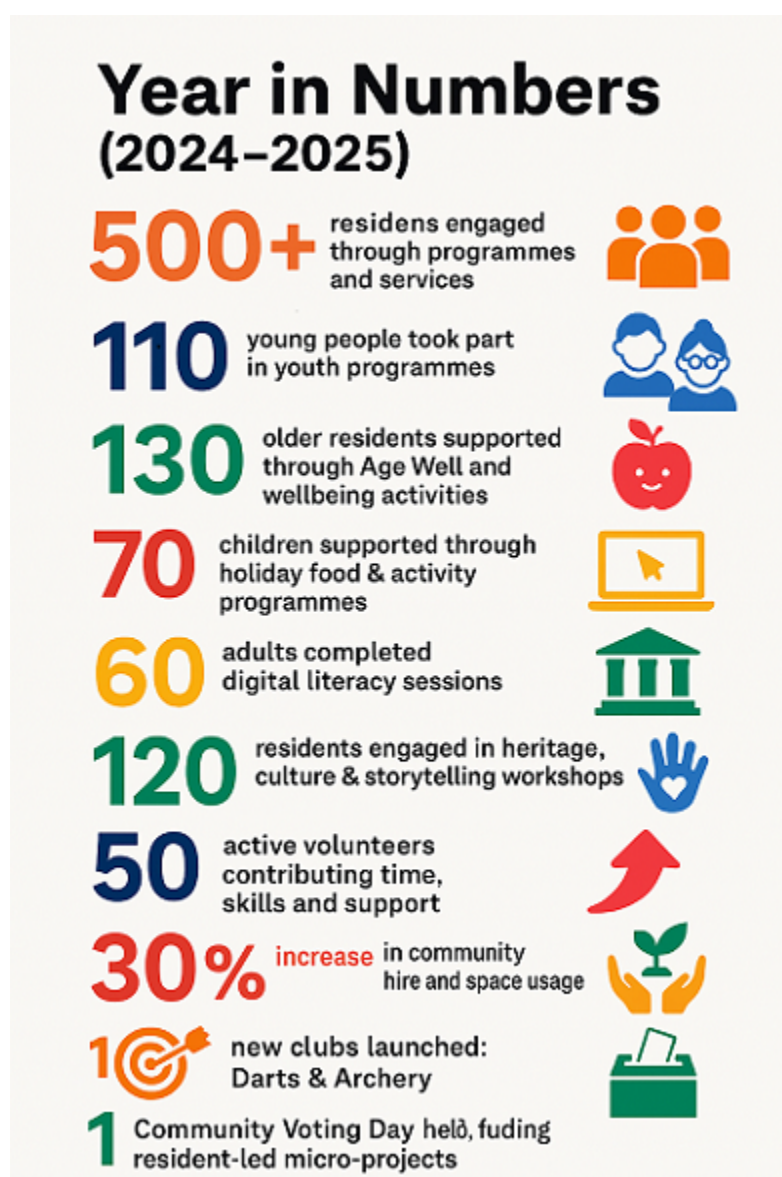 Year in Numbers
(2024–2025)
500+ residens engaged
through programmes
and services
110 young people took part
in youth programmes
130 older residents supported
through Age Well and
wellbeing activities
70 children supported through
holiday food & activity
programmes
60 adults completed
digital literacy sessions
120 residents engaged in heritage,
culture & storytelling workshops
50 active volunteers
contributing time,
skills and support
30% increase in community
hire and space usage
1 new clubs launched:
Darts & Archery
1 Community Voting Day helò, fuding
resident-led micro-projects